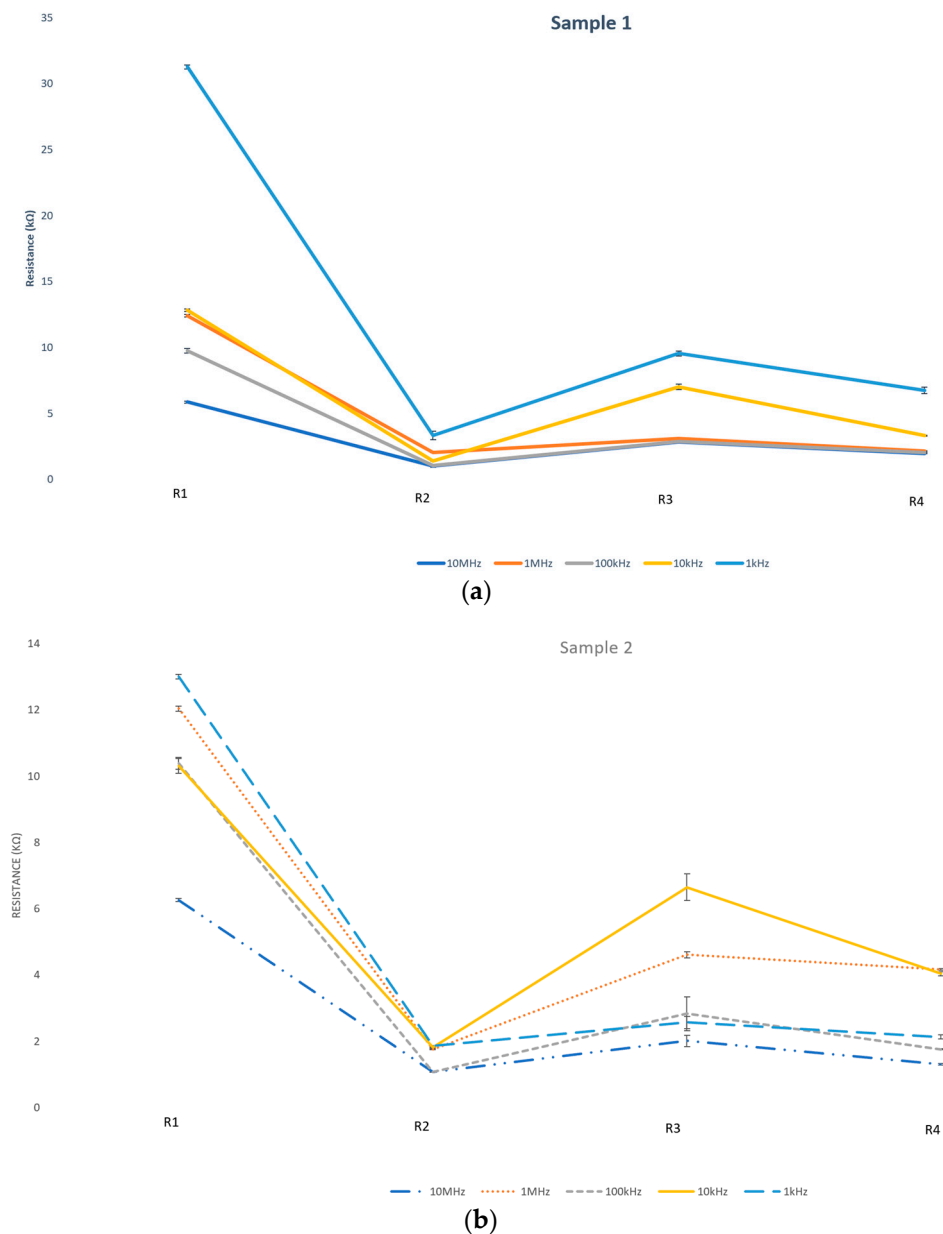 Sample 1
35
30
25
20
15
10
5
0
Resistance (kΩ)
R1 R2 R3 R4
10MHz 1MHz 100kHz 10kHz 1kHz
(a)
Sample 2
14
12
10
8
6
4
2
0
RESISTANCE (KΩ)
R1 R2 R3 R4
10MHz 1MHz 100kHz 10kHz 1kHz
(b)